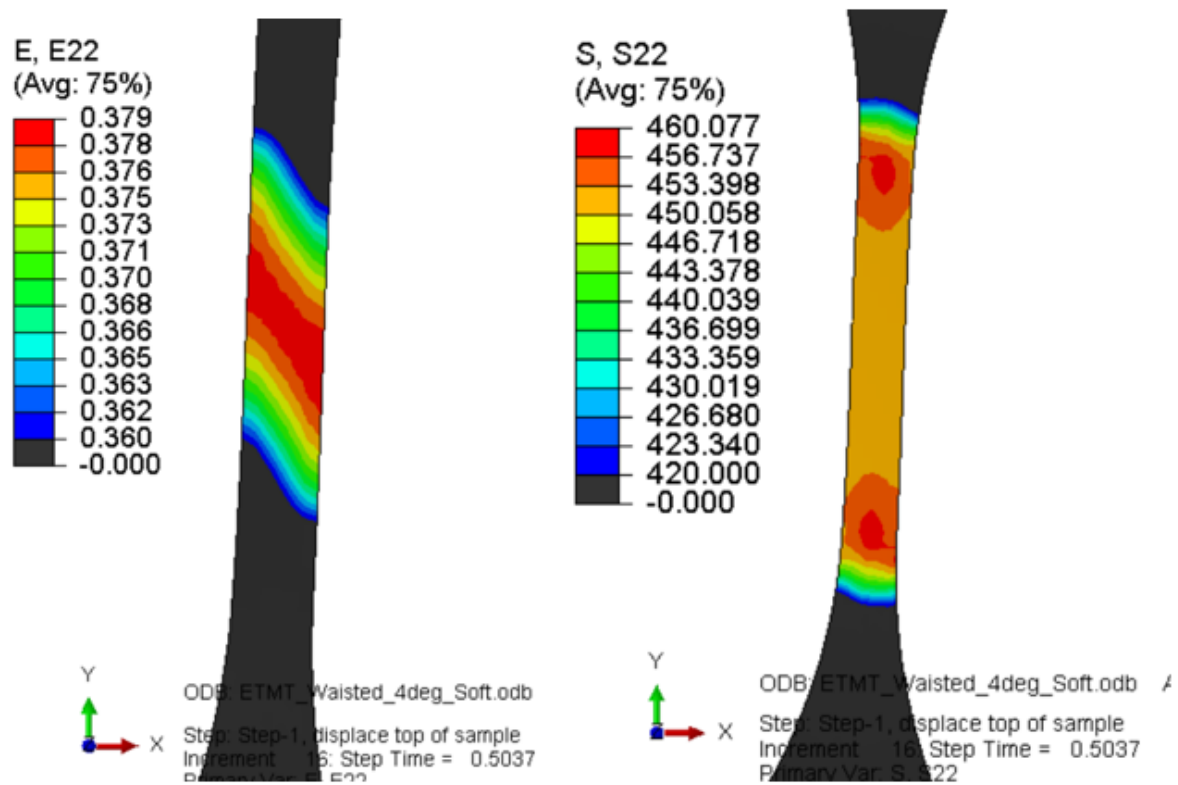 E, E22
(Avg: 75%)
0.379
0.378
0.376
0.375
0.373
0.371
0.370
0.368
0.366
0.365
0.363
0.362
0.360
-0.000
Y
X
ODB: ETMT_Waisted_4deg_Soft.odb
Step: Step-1, displace top of sample
Increment 16: Step Time = 0.5037
Primary Var: E, E22
S, S22
(Avg: 75%)
460.077
456.737
453.398
450.058
446.718
443.378
440.039
436.699
433.359
430.019
426.680
423.340
420.000
-0.000
Y
X
ODB: ETMT_Waisted_4deg_Soft.odb
Step: Step-1, displace top of sample
Increment 16: Step Time = 0.5037
Primary Var: S, S22